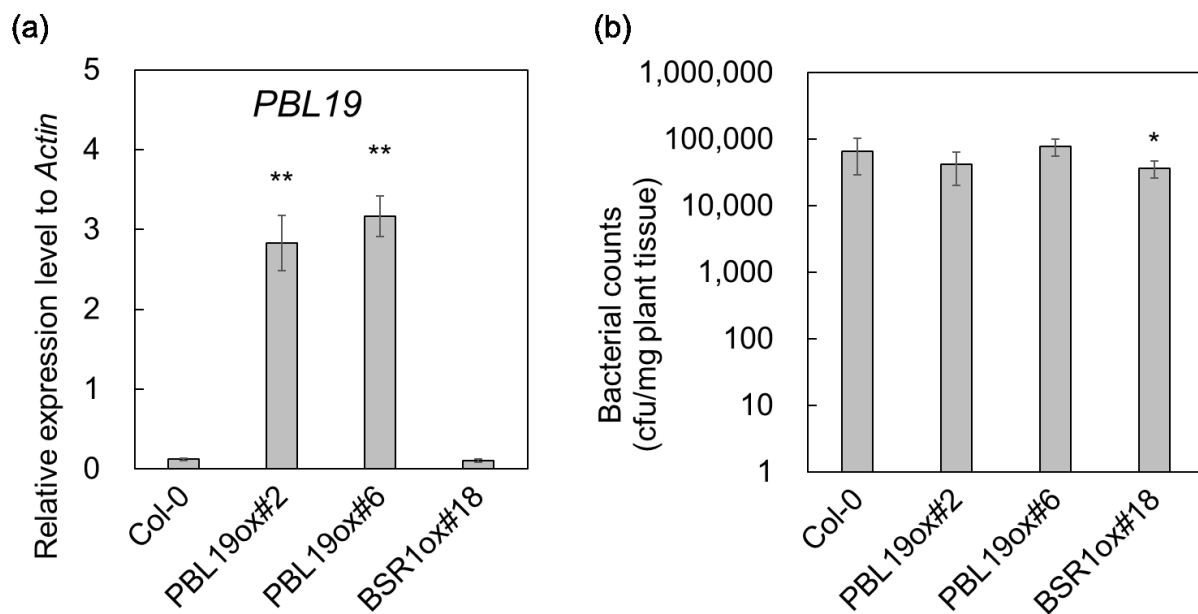 (a)
Relative expression level to Actin
5
4
3
2
1
0
PBL19
**
**
Col-0
PBL19ox#2
PBL19ox#6
BSR1ox#18
(b)
Bacterial counts
(cfu/mg plant tissue)
1,000,000
100,000
10,000
1,000
100
10
1
*
Col-0
PBL19ox#2
PBL19ox#6
BSR1ox#18